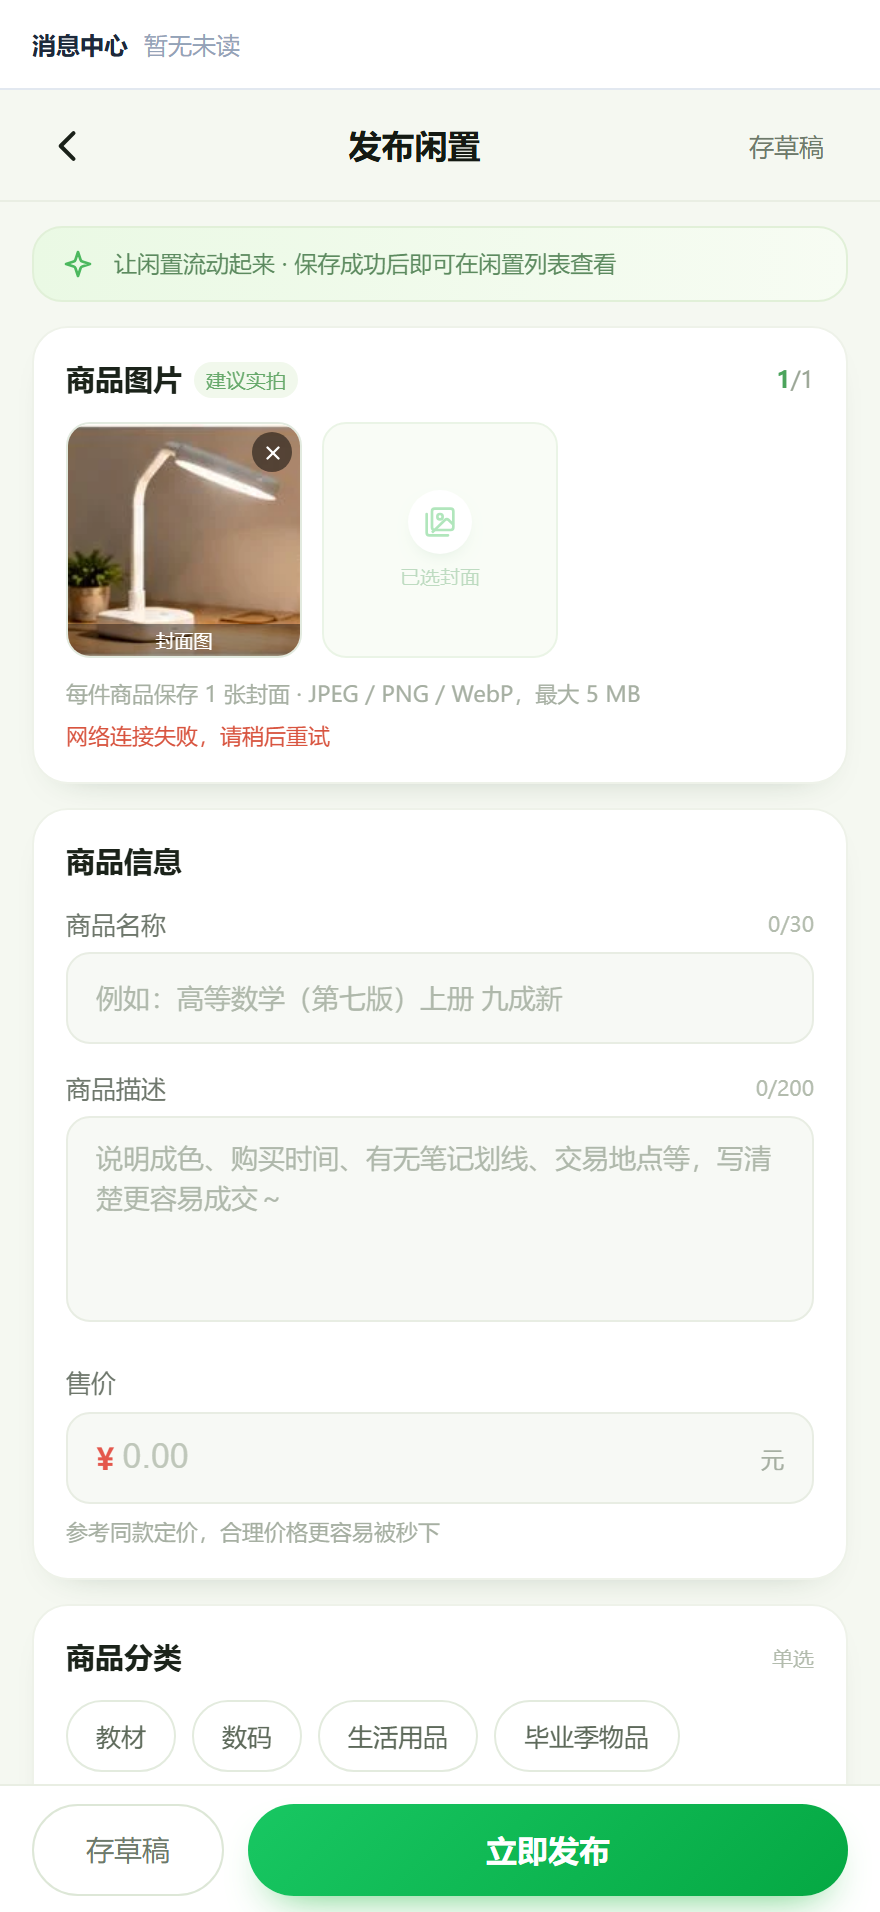 消息中心 暂无未读
发布闲置
存草稿
让闲置流动起来 · 保存成功后即可在闲置列表查看
商品图片 建议实拍 1/1
封面图
已选封面
每件商品保存 1 张封面 · JPEG / PNG / WebP，最大 5 MB
网络连接失败，请稍后重试
商品信息
商品名称 0/30
例如：高等数学（第七版）上册 九成新
商品描述 0/200
说明成色、购买时间、有无笔记划线、交易地点等，写清
楚更容易成交～
售价
¥ 0.00 元
参考同款定价，合理价格更容易被秒下
商品分类 单选
教材 数码 生活用品 毕业季物品
存草稿 立即发布